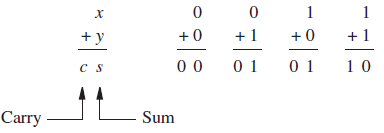 x 0 0 1 1
+ y + 0 + 1 + 0 + 1
c s 0 0 0 1 0 1 1 0
Carry Sum